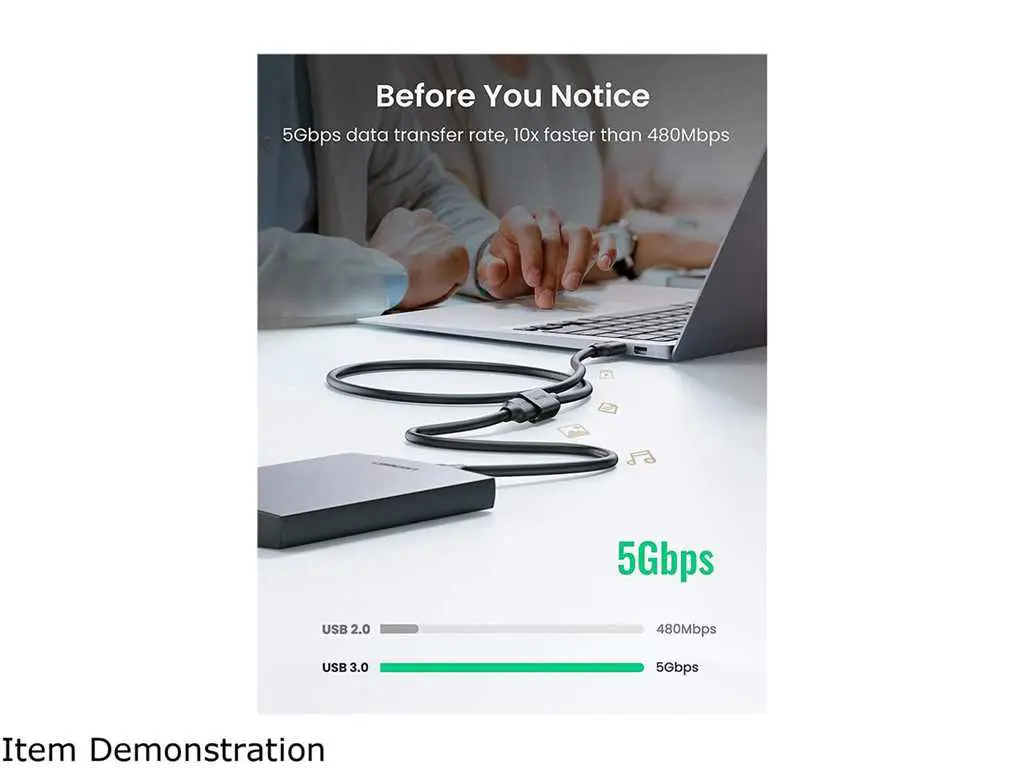 Before You Notice
5Gbps data transfer rate, 10x faster than 480Mbps
5Gbps
USB 2.0 480Mbps
USB 3.0 5Gbps
Item Demonstration